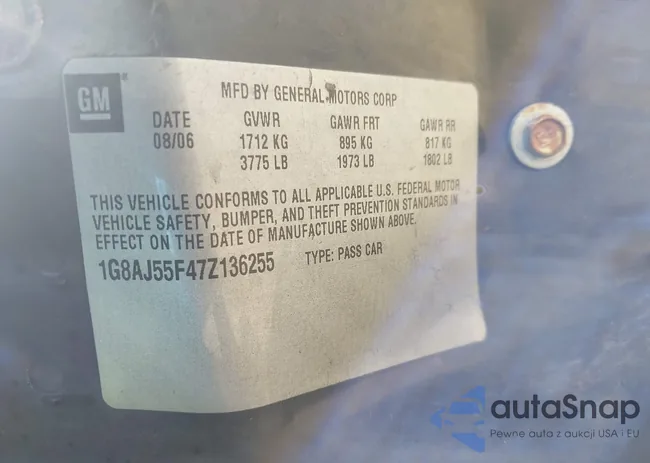 GM
MFD BY GENERAL MOTORS CORP
DATE GVWR GAWR FRT GAWR RR
08/06 1712 KG 895 KG 817 KG
3775 LB 1973 LB 1802 LB
THIS VEHICLE CONFORMS TO ALL APPLICABLE U.S. FEDERAL MOTOR
VEHICLE SAFETY, BUMPER, AND THEFT PREVENTION STANDARDS IN
EFFECT ON THE DATE OF MANUFACTURE SHOWN ABOVE.
1G8AJ55F47Z136255 TYPE: PASS CAR
autaSnap
Pewne auta z aukcji USA i EU